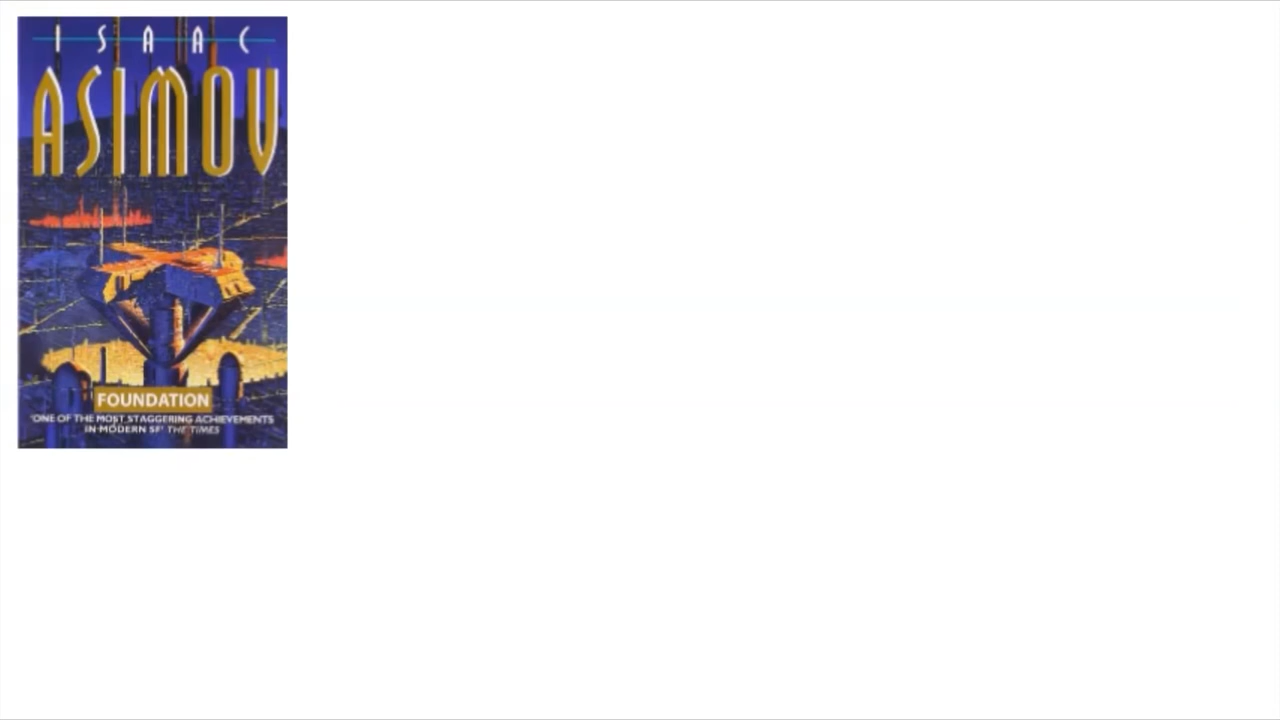 ISAAC
ASIMOV
FOUNDATION
'ONE OF THE MOST STAGGERING ACHIEVEMENTS
IN MODERN SF' THE TIMES